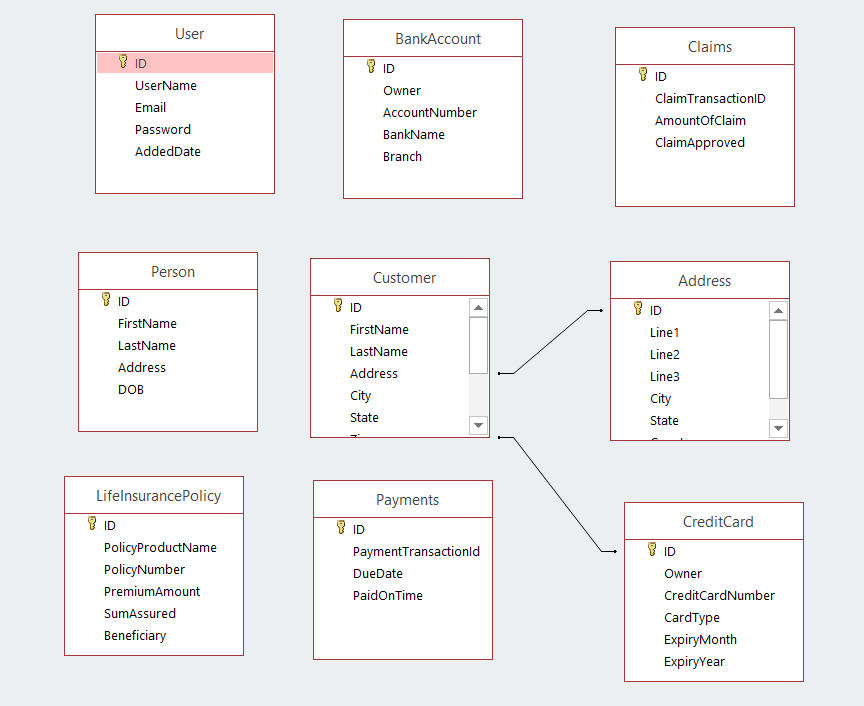 User
ID
UserName
Email
Password
AddedDate
BankAccount
ID
Owner
AccountNumber
BankName
Branch
Claims
ID
ClaimTransactionID
AmountOfClaim
ClaimApproved
Person
ID
FirstName
LastName
Address
DOB
Customer
ID
FirstName
LastName
Address
City
State
Address
ID
Line1
Line2
Line3
City
State
LifeInsurancePolicy
ID
PolicyProductName
PolicyNumber
PremiumAmount
SumAssured
Beneficiary
Payments
ID
PaymentTransactionId
DueDate
PaidOnTime
CreditCard
ID
Owner
CreditCardNumber
CardType
ExpiryMonth
ExpiryYear